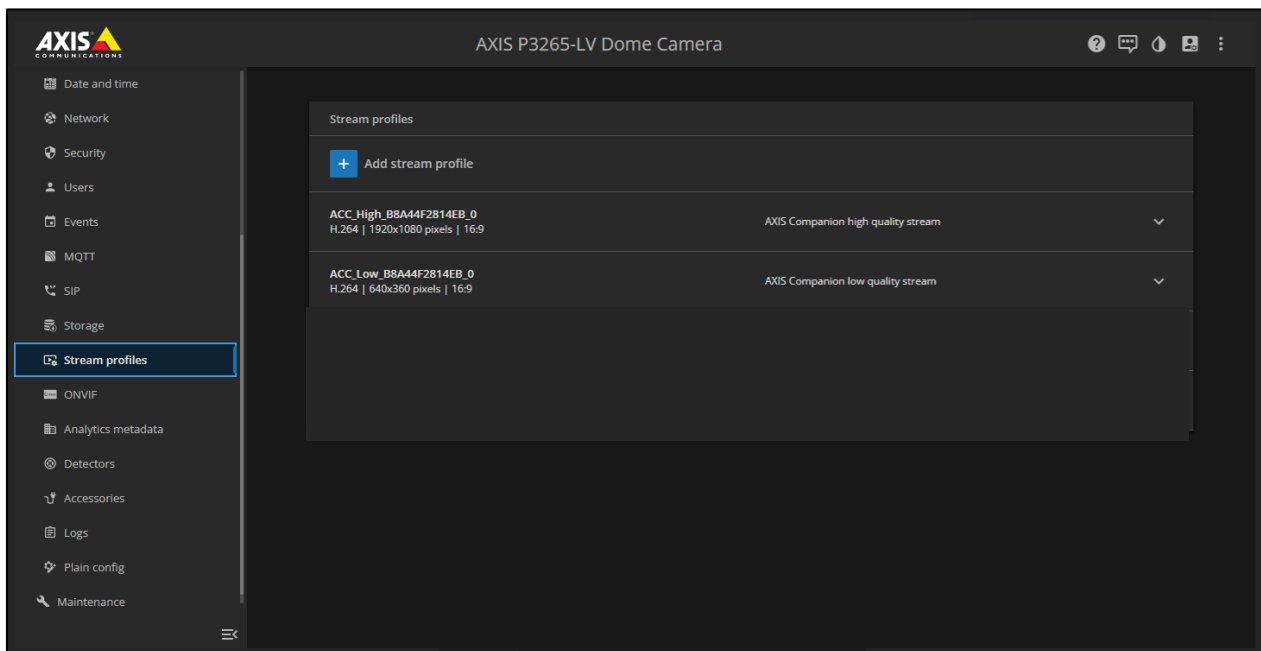 AXIS
COMMUNICATIONS
AXIS P3265-LV Dome Camera
Date and time
Network
Security
Users
Events
MQTT
SIP
Storage
Stream profiles
ONVIF
Analytics metadata
Detectors
Accessories
Logs
Plain config
Maintenance
Stream profiles
Add stream profile
ACC_High_B8A44F2814EB_0
H.264 | 1920x1080 pixels | 16:9
AXIS Companion high quality stream
ACC_Low_B8A44F2814EB_0
H.264 | 640x360 pixels | 16:9
AXIS Companion low quality stream